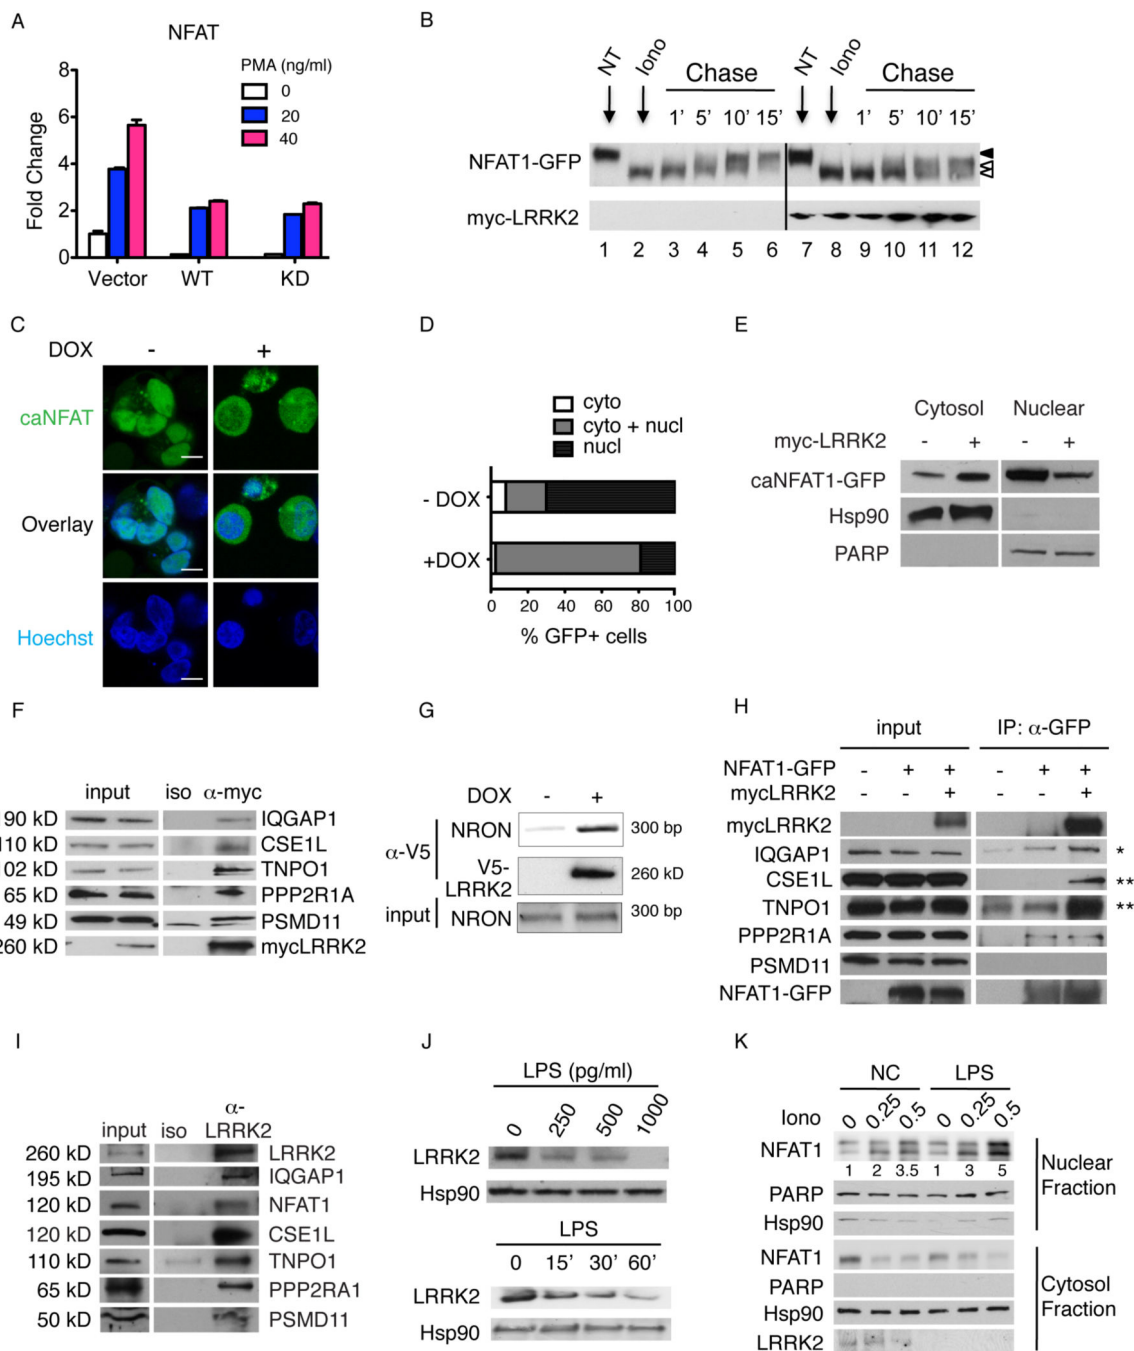 A
NFAT
PMA (ng/ml)
0
20
40
Fold Change
8
6
4
2
0
Vector WT KD
B
NT Iono Chase NT Iono Chase
1' 5' 10' 15' 1' 5' 10' 15'
NFAT1-GFP
myc-LRRK2
1 2 3 4 5 6 7 8 9 10 11 12
C
DOX - +
caNFAT
Overlay
Hoechst
D
cyto
cyto + nucl
nucl
- DOX
+DOX
0 20 40 60 80 100
% GFP+ cells
E
Cytosol Nuclear
myc-LRRK2 - + - +
caNFAT1-GFP
Hsp90
PARP
F
input iso α-myc
190 kD IQGAP1
110 kD CSE1L
102 kD TNPO1
65 kD PPP2R1A
49 kD PSMD11
260 kD mycLRRK2
G
DOX - +
α-V5
NRON 300 bp
V5-
LRRK2 260 kD
input NRON 300 bp
H
input IP: α-GFP
NFAT1-GFP - + + - + +
mycLRRK2 + +
mycLRRK2
IQGAP1 *
CSE1L **
TNPO1 **
PPP2R1A
PSMD11
NFAT1-GFP
I
input iso α-
LRRK2
260 kD LRRK2
195 kD IQGAP1
120 kD NFAT1
120 kD CSE1L
110 kD TNPO1
65 kD PPP2RA1
50 kD PSMD11
J
LPS (pg/ml)
0 250 500 1000
LRRK2
Hsp90
LPS
0 15' 30' 60'
LRRK2
Hsp90
K
NC LPS
Iono 0 0.25 0.5 0 0.25 0.5
NFAT1
1 2 3.5 1 3 5
PARP
Hsp90
Nuclear
Fraction
NFAT1
PARP
Hsp90
LRRK2
Cytosol
Fraction